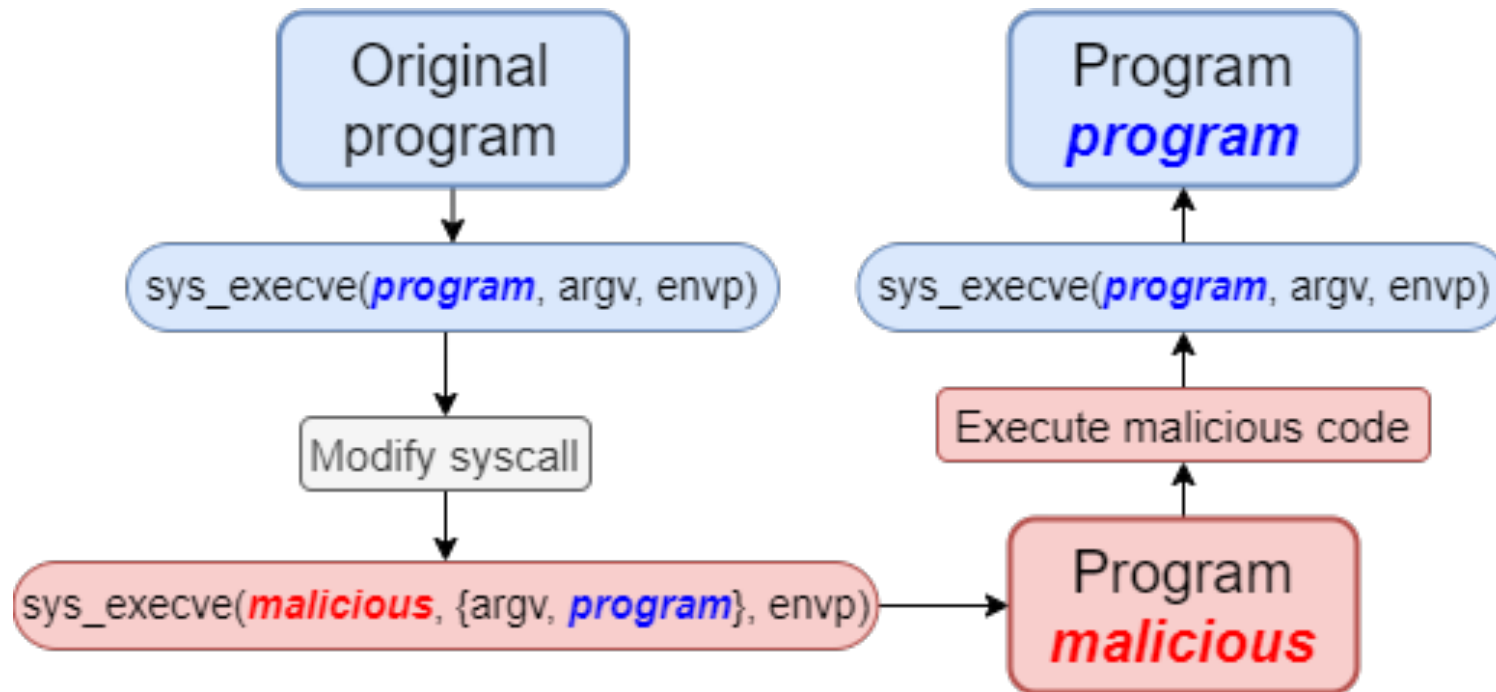 Original
program
sys_execve(program, argv, envp)
Modify syscall
sys_execve(malicious, {argv, program}, envp)
Program
malicious
Execute malicious code
sys_execve(program, argv, envp)
Program
program